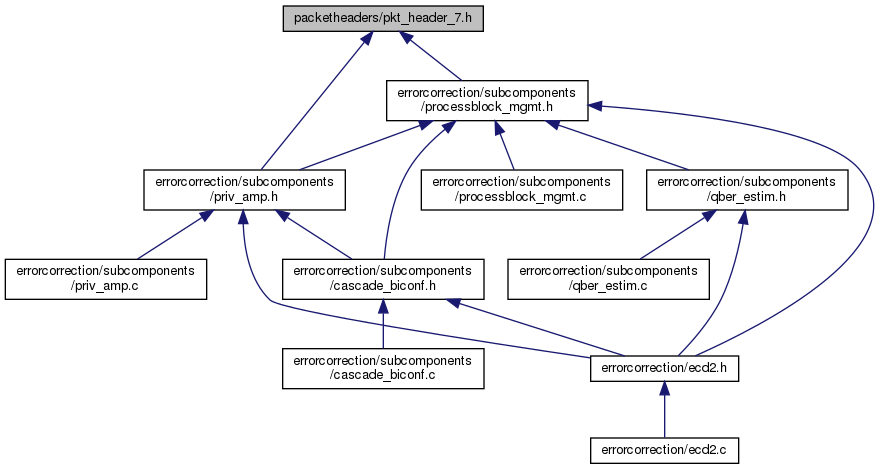 packetheaders/pkt_header_7.h
errorcorrection/subcomponents
/processblock_mgmt.h
errorcorrection/subcomponents
/priv_amp.h
errorcorrection/subcomponents
/processblock_mgmt.c
errorcorrection/subcomponents
/qber_estim.h
errorcorrection/subcomponents
/priv_amp.c
errorcorrection/subcomponents
/cascade_biconf.h
errorcorrection/subcomponents
/qber_estim.c
errorcorrection/subcomponents
/cascade_biconf.c
errorcorrection/ecd2.h
errorcorrection/ecd2.c